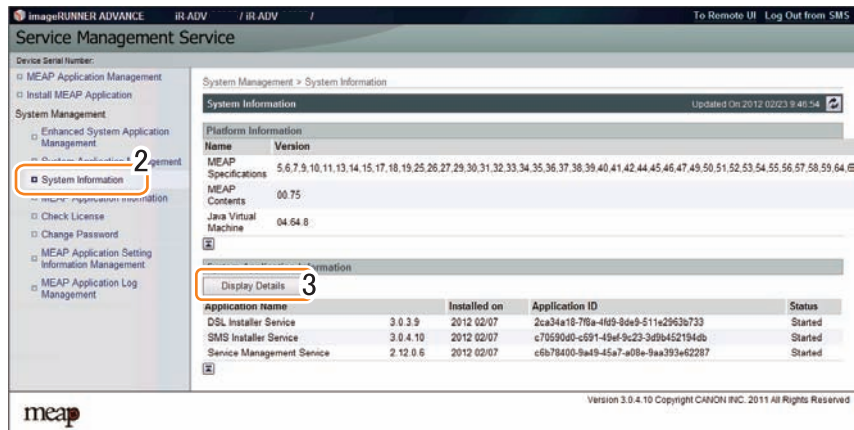 imageRUNNER ADVANCE iR-ADV / iR-ADV / To Remote UI Log Out from SMS
Service Management Service
Device Serial Number:
MEAP Application Management
Install MEAP Application
System Management
Enhanced System Application
Management
2
System Information
MEAP Application Information
Check License
Change Password
MEAP Application Setting
Information Management
MEAP Application Log
Management
System Management > System Information
System Information Updated On:2012 02/23 9:46:54
Platform Information
Name Version
MEAP
Specifications 5,6,7,9,10,11,13,14,15,17,18,19,25,26,27,29,30,31,32,33,34,35,36,37,38,39,40,41,42,44,45,46,47,49,50,51,52,53,54,55,56,57,58,59,64,6
MEAP
Contents 00.75
Java Virtual
Machine 04.64.8
System Application Information
Display Details 3
Application Name Installed on Application ID Status
DSL Installer Service 3.0.3.9 2012 02/07 2ca34a18-7f8a-4fd9-8de9-511e2963b733 Started
SMS Installer Service 3.0.4.10 2012 02/07 c70590d0-c691-49ef-9c23-3d9b452194db Started
Service Management Service 2.12.0.6 2012 02/07 c6b78400-9a49-45a7-a08e-9aa393e62287 Started
Version 3.0.4.10 Copyright CANON INC. 2011 All Rights Reserved
meap